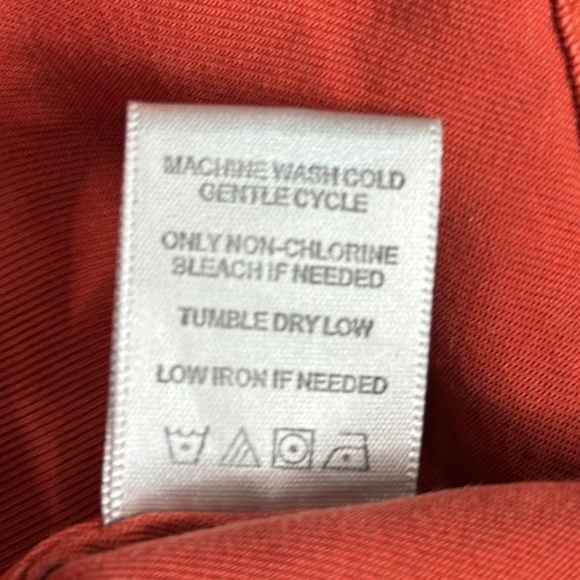 MACHINE WASH COLD
GENTLE CYCLE
ONLY NON-CHLORINE
BLEACH IF NEEDED
TUMBLE DRY LOW
LOW IRON IF NEEDED